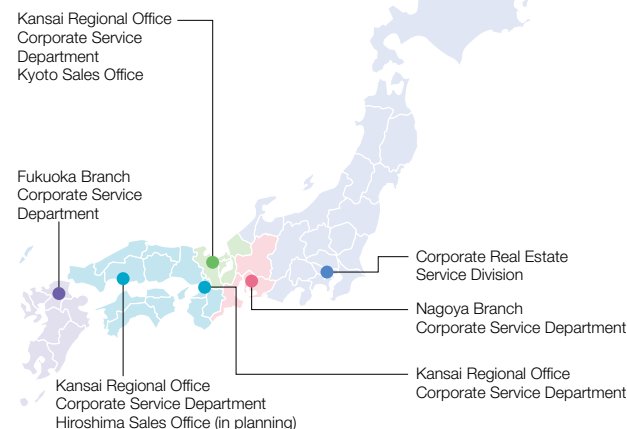 Kansai Regional Office
Corporate Service
Department
Kyoto Sales Office
Fukuoka Branch
Corporate Service
Department
Corporate Real Estate
Service Division
Nagoya Branch
Corporate Service Department
Kansai Regional Office
Corporate Service Department
Kansai Regional Office
Corporate Service Department
Hiroshima Sales Office (in planning)